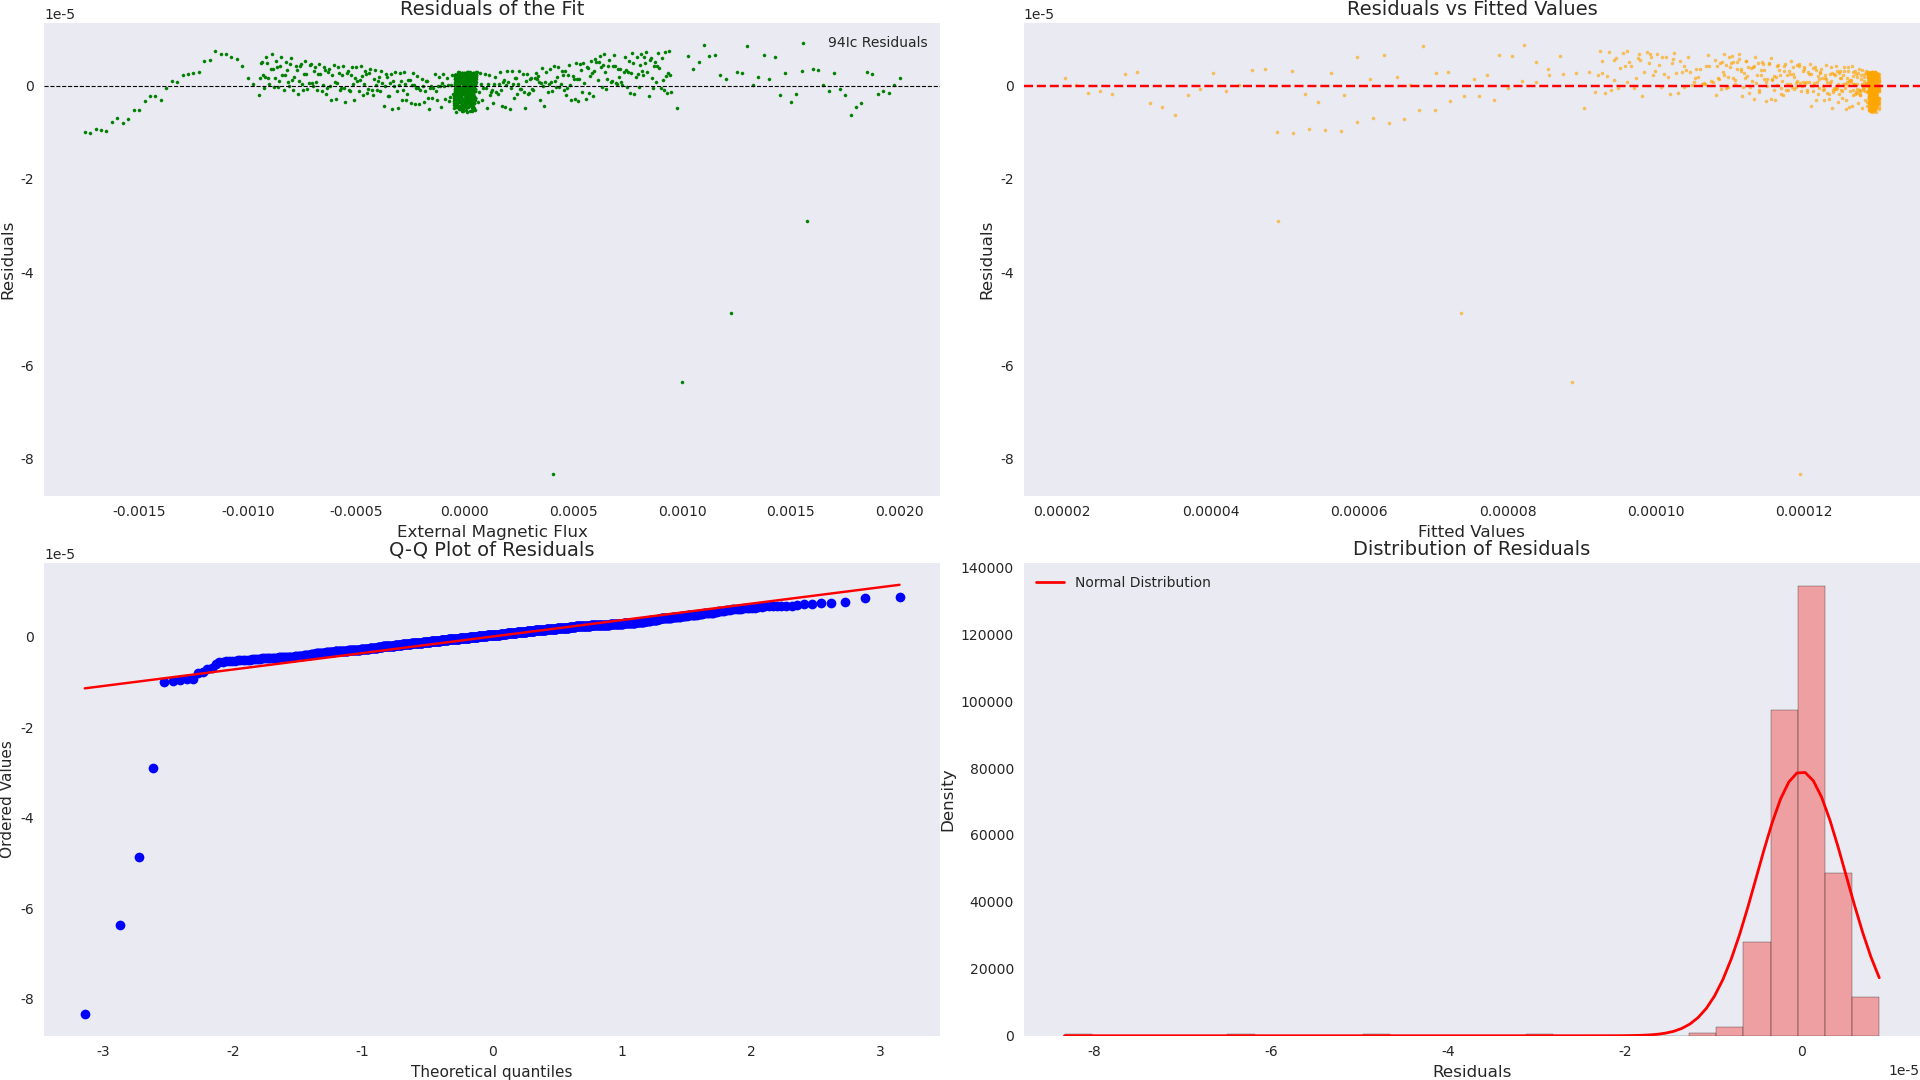 Residuals of the Fit
1e-5
94Ic Residuals
0
-2
-4
-6
-8
Residuals
-0.0015 -0.0010 -0.0005 0.0000 0.0005 0.0010 0.0015 0.0020
External Magnetic Flux
Residuals vs Fitted Values
1e-5
0
-2
-4
-6
-8
Residuals
0.00002 0.00004 0.00006 0.00008 0.00010 0.00012
Fitted Values
Q-Q Plot of Residuals
1e-5
0
-2
-4
-6
-8
Ordered Values
-3 -2 -1 0 1 2 3
Theoretical quantiles
Distribution of Residuals
Normal Distribution
140000
120000
100000
80000
60000
40000
20000
0
Density
-8 -6 -4 -2 0
1e-5
Residuals